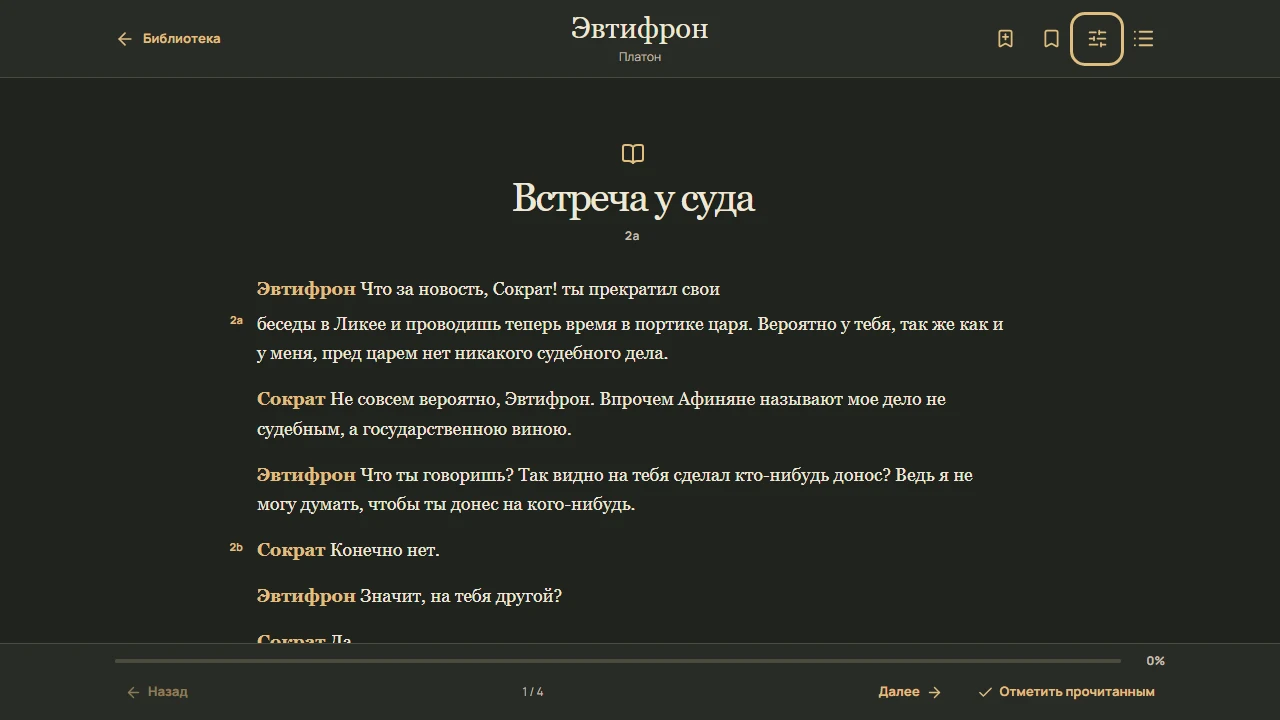 Библиотека
Эвтифрон
Платон
Встреча у суда
2a
Эвтифрон Что за новость, Сократ! ты прекратил свои
2a беседы в Ликее и проводишь теперь время в портике царя. Вероятно у тебя, так же как и
у меня, пред царем нет никакого судебного дела.
Сократ Не совсем вероятно, Эвтифрон. Впрочем Афиняне называют мое дело не
судебным, а государственною виною.
Эвтифрон Что ты говоришь? Так видно на тебя сделал кто-нибудь донос? Ведь я не
могу думать, чтобы ты донес на кого-нибудь.
2b Сократ Конечно нет.
Эвтифрон Значит, на тебя другой?
Сократ Да
0%
Назад
1 / 4
Далее
Отметить прочитанным